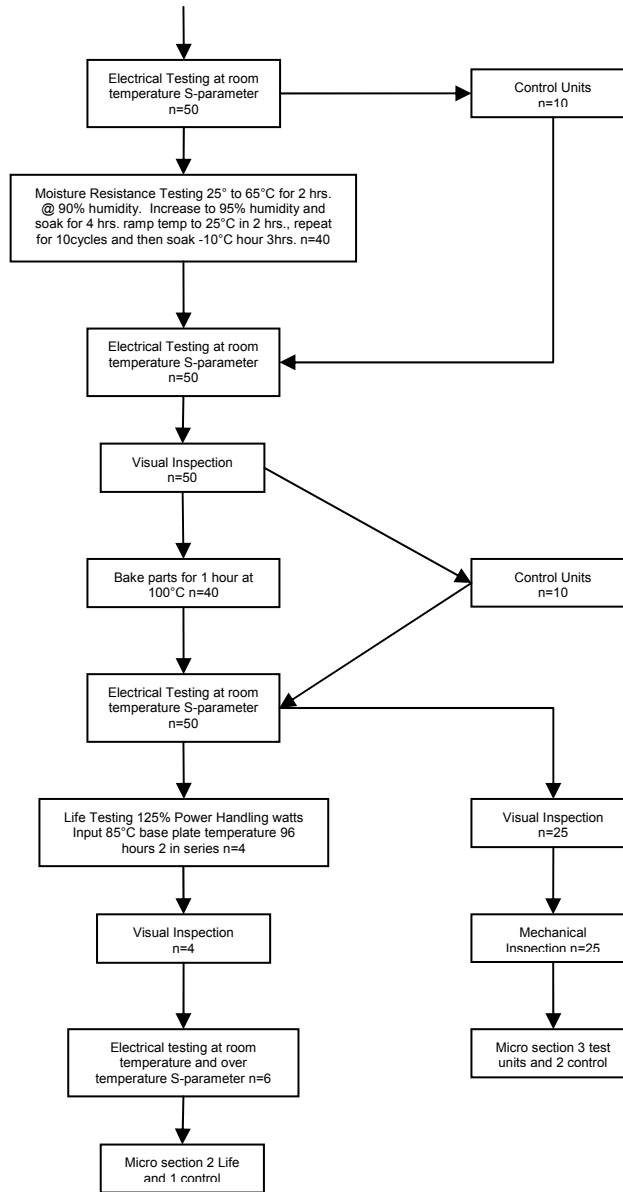 Electrical Testing at room
temperature S-parameter
n=50
Control Units
n=10
Moisture Resistance Testing 25° to 65°C for 2 hrs.
@ 90% humidity.  Increase to 95% humidity and
soak for 4 hrs. ramp temp to 25°C in 2 hrs., repeat
for 10cycles and then soak -10°C hour 3hrs. n=40
Electrical Testing at room
temperature S-parameter
n=50
Visual Inspection
n=50
Bake parts for 1 hour at
100°C n=40
Control Units
n=10
Electrical Testing at room
temperature S-parameter
n=50
Life Testing 125% Power Handling watts
Input 85°C base plate temperature 96
hours 2 in series n=4
Visual Inspection
n=25
Visual Inspection
n=4
Mechanical
Inspection n=25
Electrical testing at room
temperature and over
temperature S-parameter n=6
Micro section 3 test
units and 2 control
Micro section 2 Life
and 1 control